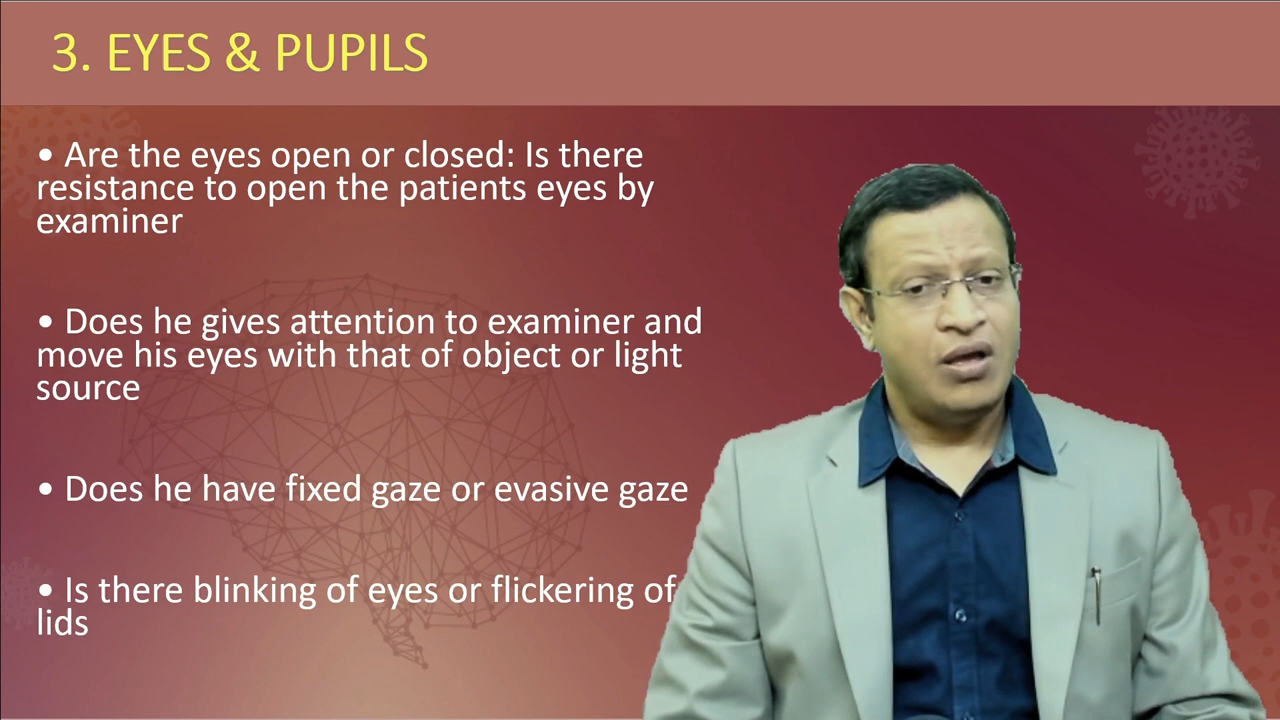 3. EYES & PUPILS
• Are the eyes open or closed: Is there
resistance to open the patients eyes by
examiner
• Does he gives attention to examiner and
move his eyes with that of object or light
source
• Does he have fixed gaze or evasive gaze
• Is there blinking of eyes or flickering of
lids